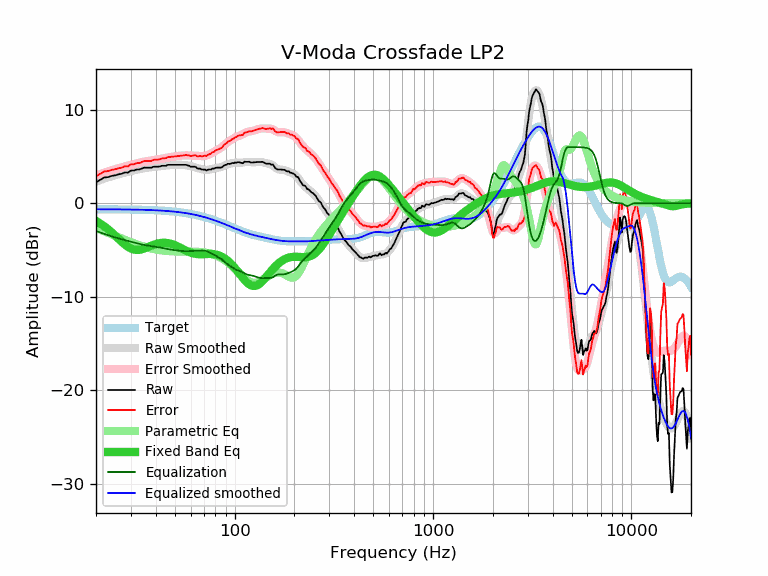 V-Moda Crossfade LP2
10
0
−10
−20
−30
Amplitude (dBr)
Target
Raw Smoothed
Error Smoothed
Raw
Error
Parametric Eq
Fixed Band Eq
Equalization
Equalized smoothed
100
1000
10000
Frequency (Hz)